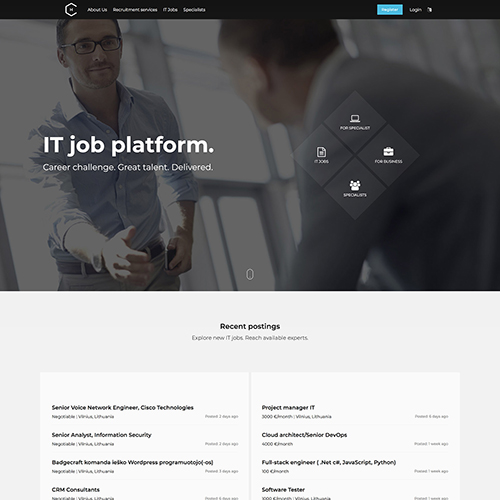 About Us Recruitment services IT Jobs Specialists Register Login
IT job platform.
Career challenge. Great talent. Delivered.
FOR SPECIALIST
IT JOBS FOR BUSINESS
SPECIALISTS
Recent postings
Explore new IT jobs. Reach available experts.
Senior Voice Network Engineer, Cisco Technologies
Negotiable | Vilnius, Lithuania Posted: 2 days ago
Senior Analyst, Information Security
Negotiable | Vilnius, Lithuania Posted: 2 days ago
Badgecraft komanda ieško Wordpress programuotojo(-os)
Negotiable | Vilnius, Lithuania Posted: 3 days ago
CRM Consultants
Negotiable | Vilnius, Lithuania Posted: 6 days ago
Project manager IT
3000 €/month | Vilnius, Lithuania Posted: 6 days ago
Cloud architect/Senior DevOps
4000 €/month Posted: 1 week ago
Full-stack engineer ( .Net c#, JavaScript, Python)
100 €/month Posted: 1 week ago
Software Tester
Negotiable | Vilnius, Lithuania Posted: 1 week ago